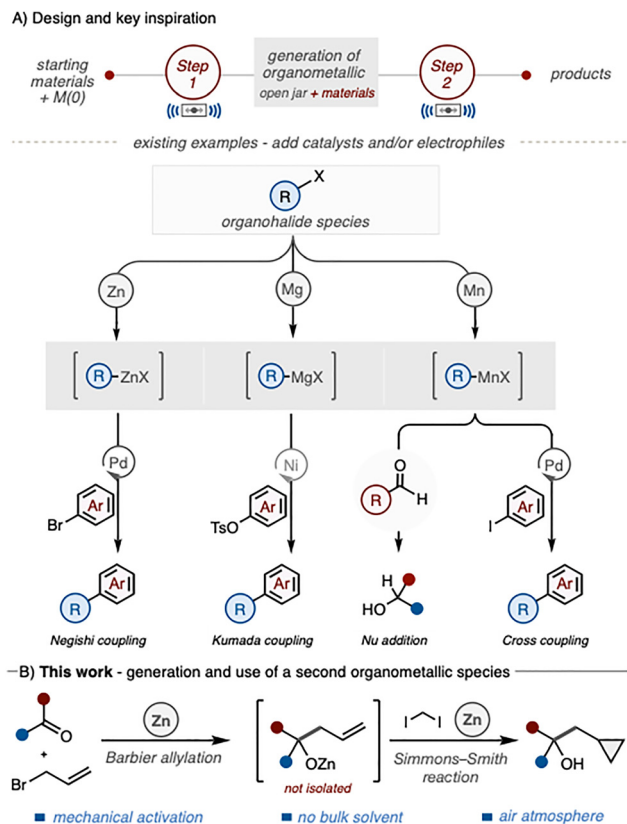 A) Design and key inspiration
starting
materials
+ M(0)
Step
1
generation of
organometallic
open jar + materials
Step
2
products
existing examples - add catalysts and/or electrophiles
R
X
organohalide species
Zn
Mg
Mn
R-ZnX
R-MgX
R-MnX
Pd
Ni
O
R
H
Pd
Br
Ar
TsO
Ar
I
Ar
R
Ar
R
Ar
H
HO
R
Ar
Negishi coupling
Kumada coupling
Nu addition
Cross coupling
B) This work - generation and use of a second organometallic species
O
+
Br
Zn
Barbier allylation
OZn
not isolated
I
I
Zn
Simmons–Smith
reaction
OH
mechanical activation
no bulk solvent
air atmosphere